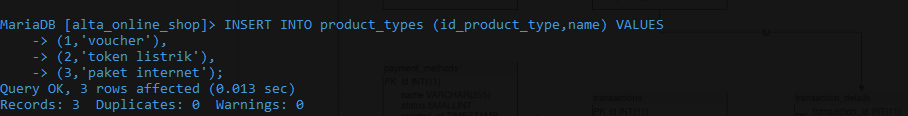 MariaDB [alta_online_shop]> INSERT INTO product_types (id_product_type,name) VALUES
    -> (1,'voucher'),
    -> (2,'token listrik'),
    -> (3,'paket internet');
Query OK, 3 rows affected (0.013 sec)
Records: 3  Duplicates: 0  Warnings: 0